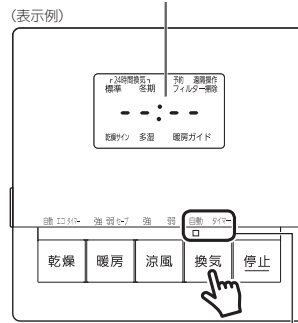 (表示例)
24時間換気 予約 遠隔操作
標準 冬期 フィルター掃除
--:--
乾燥サイン 多湿 暖房ガイド
自動 エコ タイマー 強 弱 セーブ 強 弱 自動 タイマー
乾燥 暖房 涼風 換気 停止